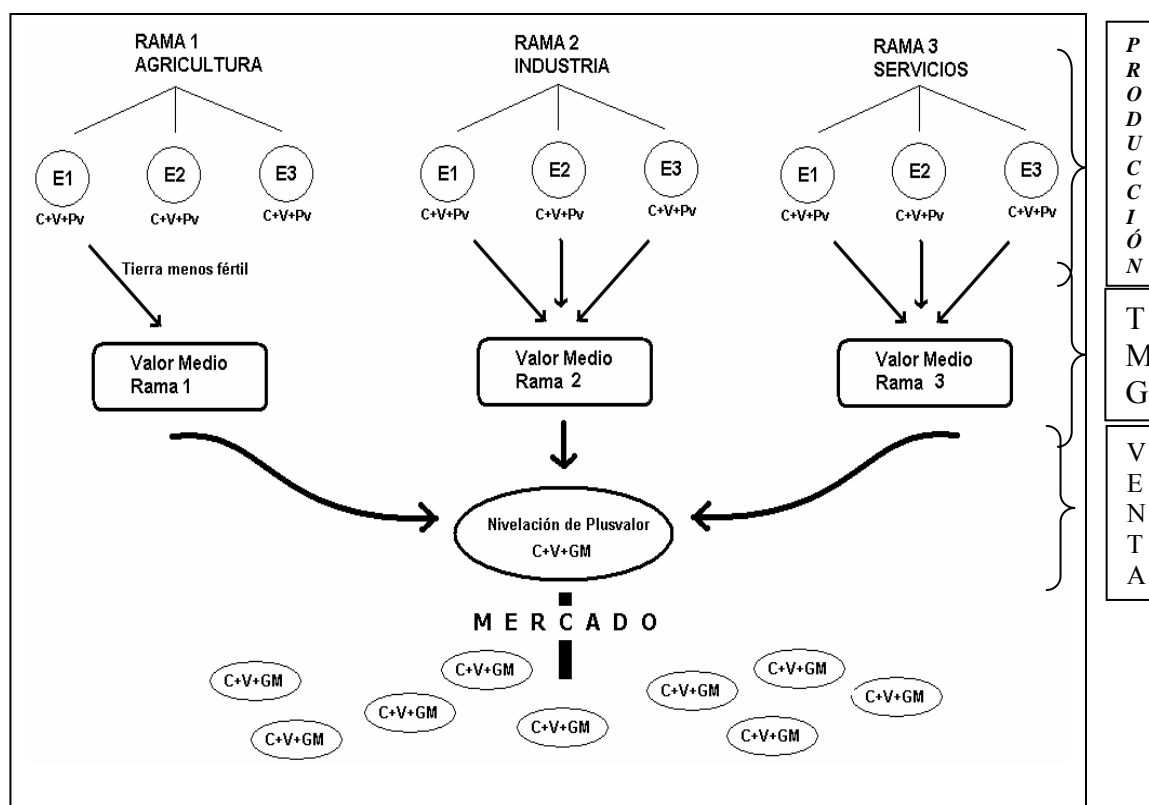 RAMA 1
AGRICULTURA
RAMA 2
INDUSTRIA
RAMA 3
SERVICIOS
E1
E2
E3
E1
E2
E3
E1
E2
E3
C+V+Pv
C+V+Pv
C+V+Pv
C+V+Pv
C+V+Pv
C+V+Pv
C+V+Pv
C+V+Pv
C+V+Pv
Tierra menos fértil
Valor Medio
Rama 1
Valor Medio
Rama 2
Valor Medio
Rama 3
Nivelación de Plusvalor
C+V+GM
M E R C A D O
C+V+GM
C+V+GM
C+V+GM
C+V+GM
C+V+GM
C+V+GM
C+V+GM
C+V+GM
C+V+GM
P
R
O
D
U
C
C
I
Ó
N
T
M
G
V
E
N
T
A